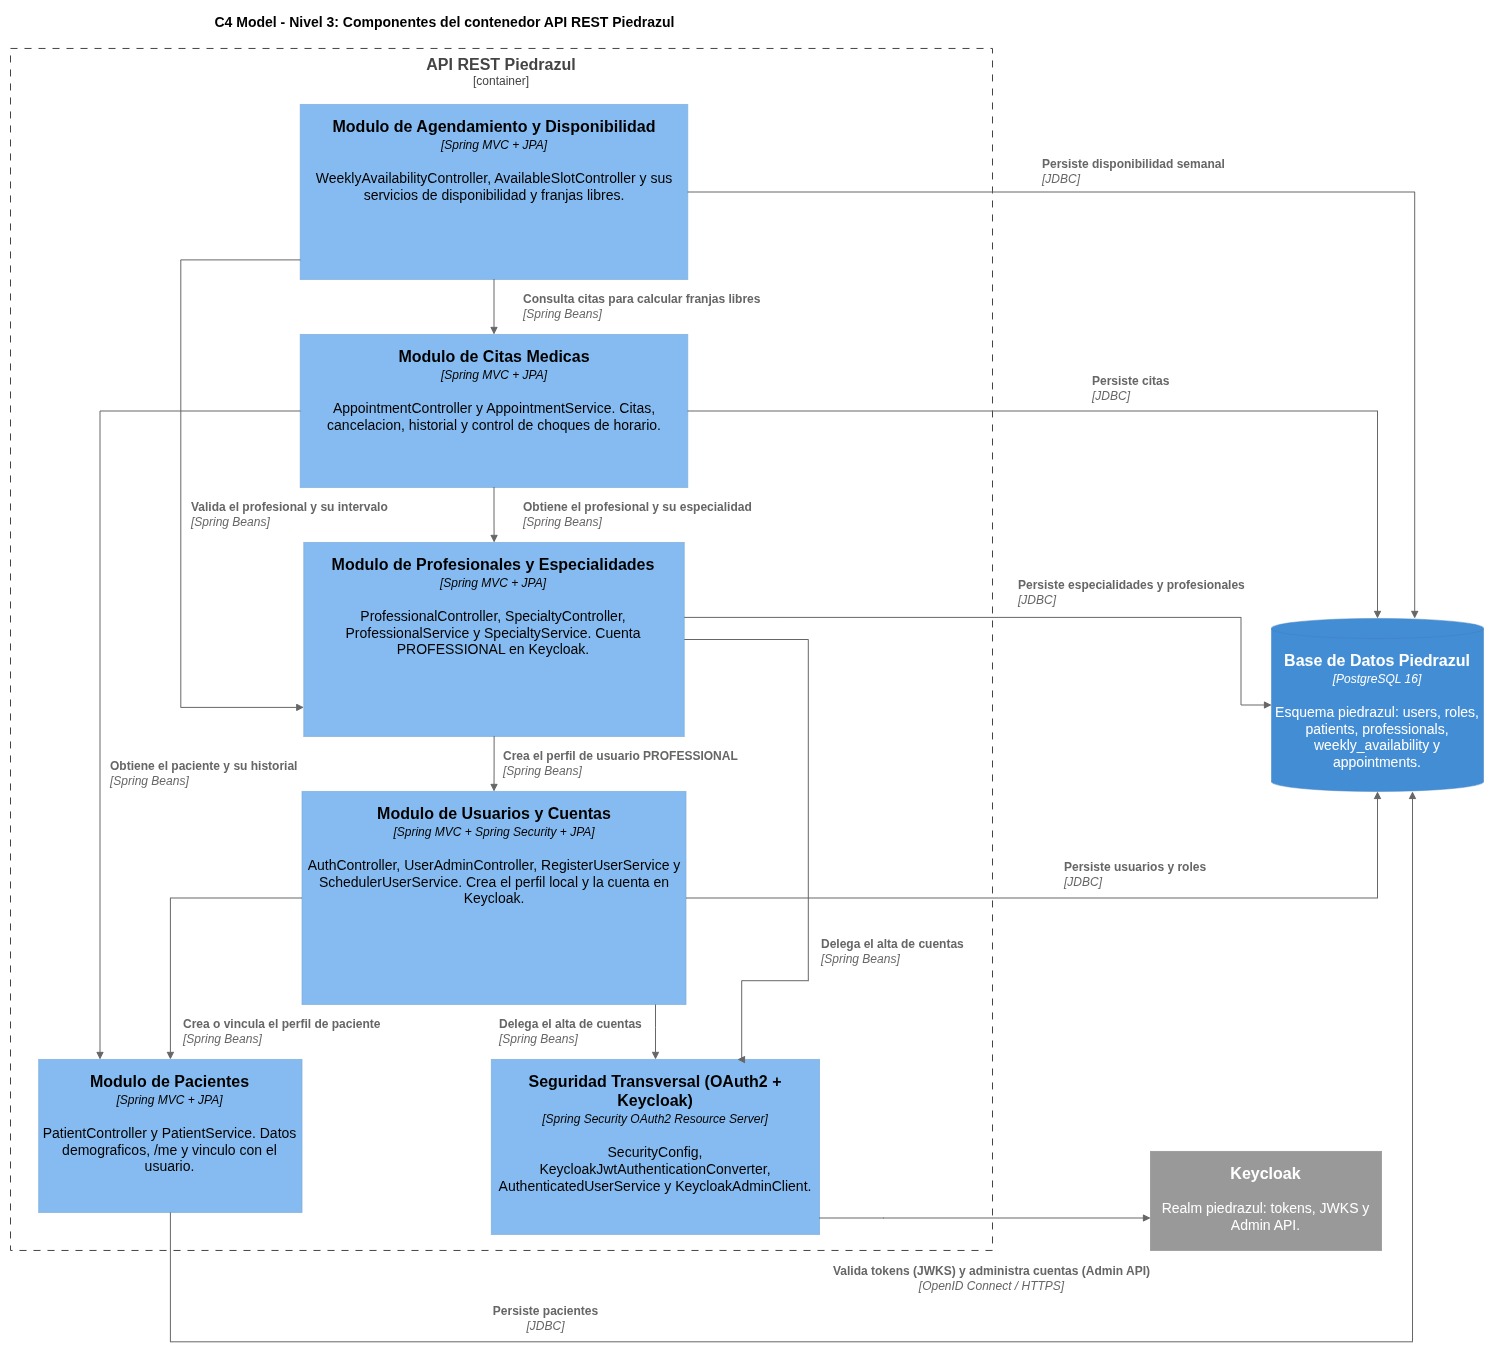 C4 Model - Nivel 3: Componentes del contenedor API REST Piedrazul
API REST Piedrazul
[container]
Modulo de Agendamiento y Disponibilidad
[Spring MVC + JPA]
WeeklyAvailabilityController, AvailableSlotController y sus
servicios de disponibilidad y franjas libres.
Persiste disponibilidad semanal
[JDBC]
Consulta citas para calcular franjas libres
[Spring Beans]
Modulo de Citas Medicas
[Spring MVC + JPA]
AppointmentController y AppointmentService. Citas,
cancelacion, historial y control de choques de horario.
Persiste citas
[JDBC]
Valida el profesional y su intervalo
[Spring Beans]
Obtiene el profesional y su especialidad
[Spring Beans]
Modulo de Profesionales y Especialidades
[Spring MVC + JPA]
ProfessionalController, SpecialtyController,
ProfessionalService y SpecialtyService. Cuenta
PROFESSIONAL en Keycloak.
Persiste especialidades y profesionales
[JDBC]
Base de Datos Piedrazul
[PostgreSQL 16]
Esquema piedrazul: users, roles,
patients, professionals,
weekly_availability y
appointments.
Obtiene el paciente y su historial
[Spring Beans]
Crea el perfil de usuario PROFESSIONAL
[Spring Beans]
Modulo de Usuarios y Cuentas
[Spring MVC + Spring Security + JPA]
AuthController, UserAdminController, RegisterUserService y
SchedulerUserService. Crea el perfil local y la cuenta en
Keycloak.
Persiste usuarios y roles
[JDBC]
Delega el alta de cuentas
[Spring Beans]
Crea o vincula el perfil de paciente
[Spring Beans]
Delega el alta de cuentas
[Spring Beans]
Modulo de Pacientes
[Spring MVC + JPA]
PatientController y PatientService. Datos
demograficos, /me y vinculo con el
usuario.
Seguridad Transversal (OAuth2 +
Keycloak)
[Spring Security OAuth2 Resource Server]
SecurityConfig,
KeycloakJwtAuthenticationConverter,
AuthenticatedUserService y KeycloakAdminClient.
Keycloak
Realm piedrazul: tokens, JWKS y
Admin API.
Valida tokens (JWKS) y administra cuentas (Admin API)
[OpenID Connect / HTTPS]
Persiste pacientes
[JDBC]